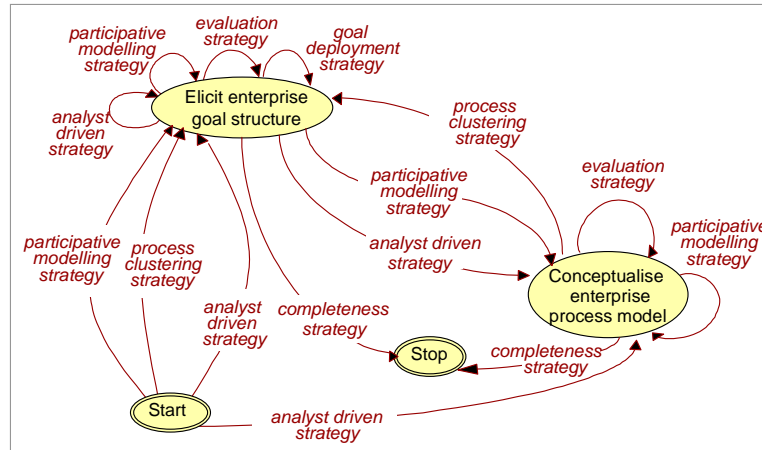 participative
modelling
strategy
evaluation
strategy
goal
deployment
strategy
analyst
driven
strategy
Elicit enterprise
goal structure
process
clustering
strategy
evaluation
strategy
participative
modelling
strategy
participative
modelling
strategy
analyst driven
strategy
participative
modelling
strategy
process
clustering
strategy
analyst
driven
strategy
completeness
strategy
Conceptualise
enterprise
process model
Stop
completeness
strategy
Start
analyst driven
strategy